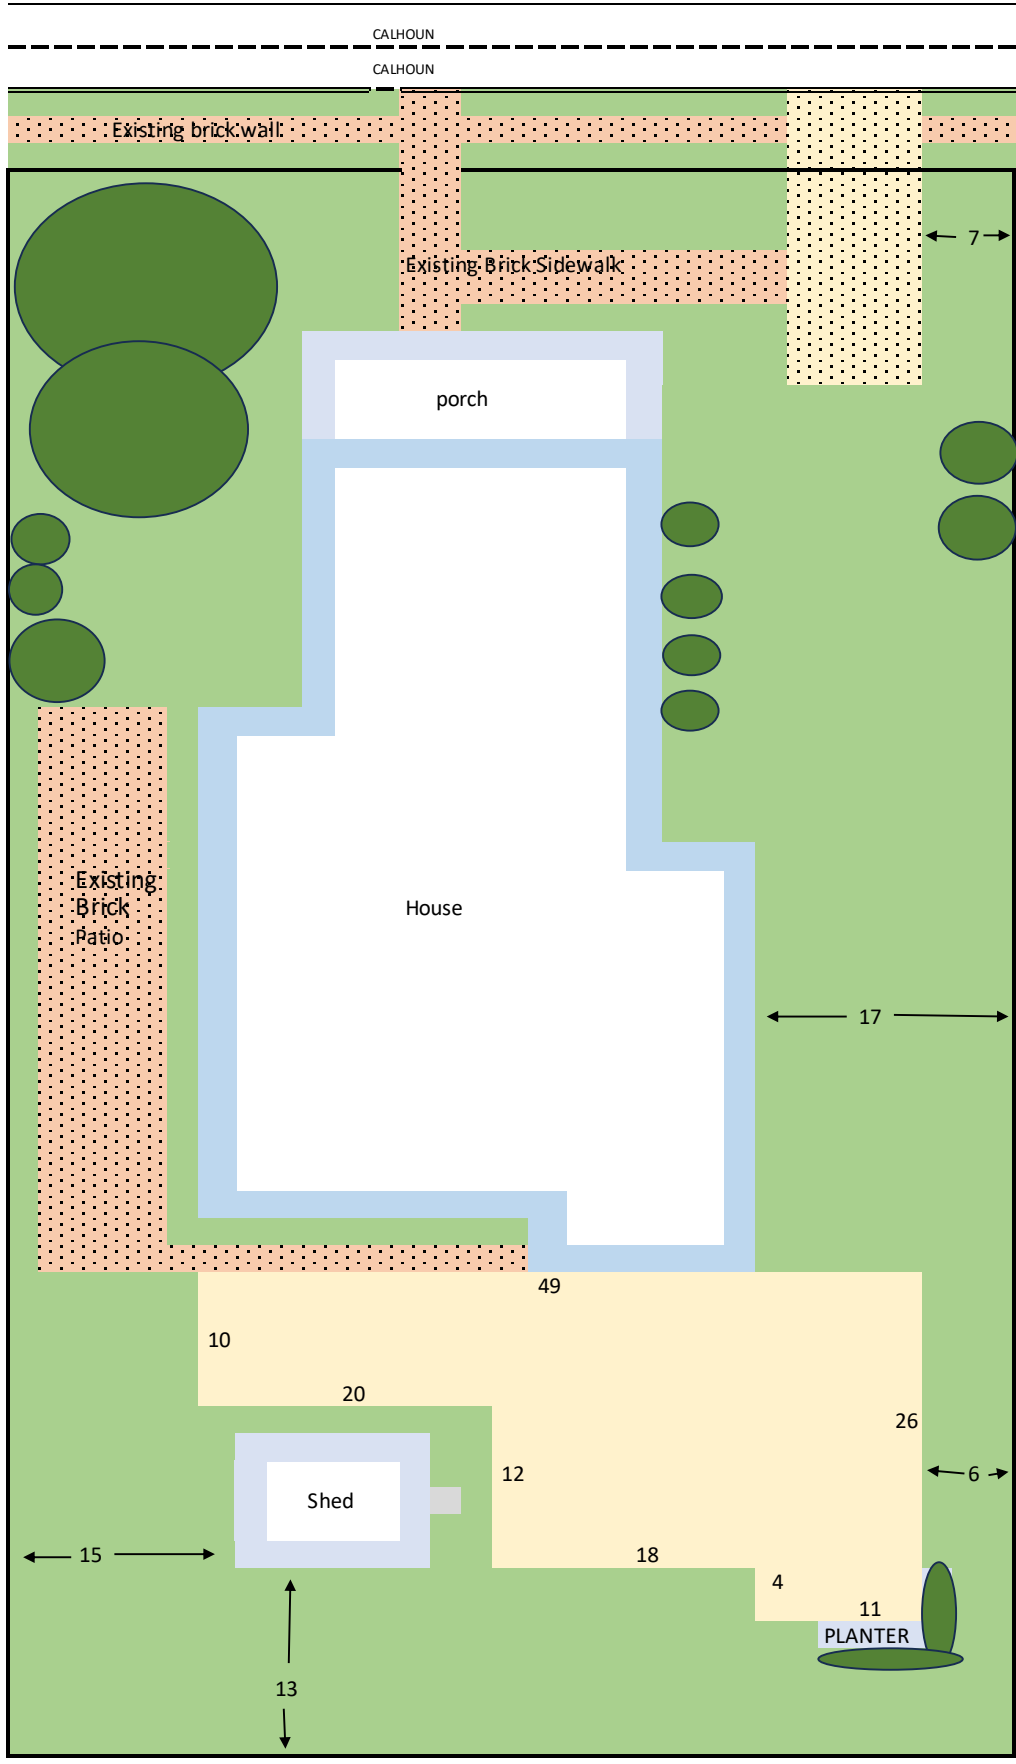 CALHOUN
CALHOUN
Existing brick wall
7
Existing Brick Sidewalk
porch
Existing
Brick
Patio
House
17
49
10
20
26
12
6
Shed
15
18
4
11
PLANTER
13